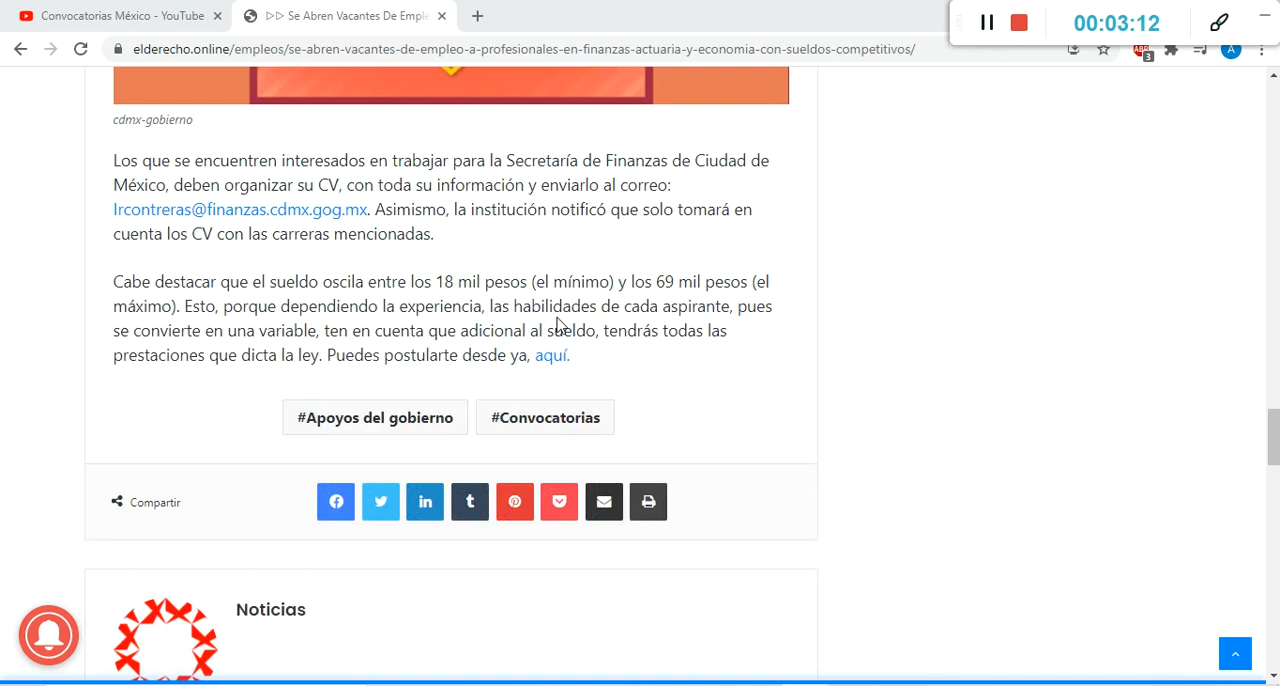 Convocatorias México - YouTube
▷▷ Se Abren Vacantes De Emple
00:03:12
elderecho.online/empleos/se-abren-vacantes-de-empleo-a-profesionales-en-finanzas-actuaria-y-economia-con-sueldos-competitivos/
ABP
3
A
cdmx-gobierno
Los que se encuentren interesados en trabajar para la Secretaría de Finanzas de Ciudad de
México, deben organizar su CV, con toda su información y enviarlo al correo:
Ircontreras@finanzas.cdmx.gog.mx. Asimismo, la institución notificó que solo tomará en
cuenta los CV con las carreras mencionadas.
Cabe destacar que el sueldo oscila entre los 18 mil pesos (el mínimo) y los 69 mil pesos (el
máximo). Esto, porque dependiendo la experiencia, las habilidades de cada aspirante, pues
se convierte en una variable, ten en cuenta que adicional al sueldo, tendrás todas las
prestaciones que dicta la ley. Puedes postularte desde ya, aquí.
#Apoyos del gobierno
#Convocatorias
Compartir
Noticias